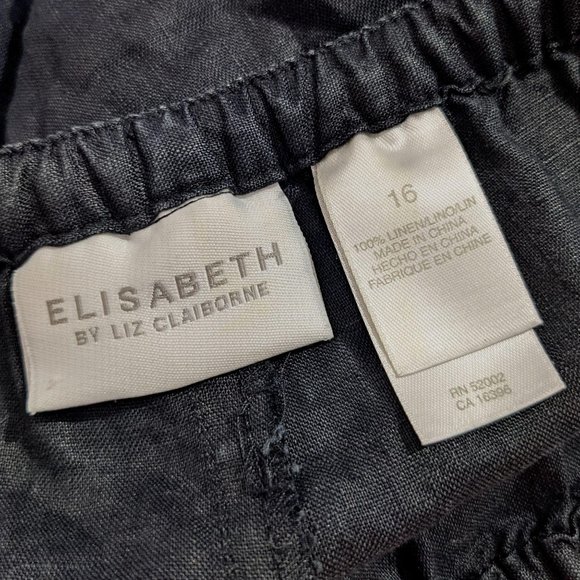 ELISABETH
BY LIZ CLAIBORNE
16
100% LINEN/LINO/LIN
MADE IN CHINA
HECHO EN CHINA
FABRIQUE EN CHINE
RN 52002
CA 16396